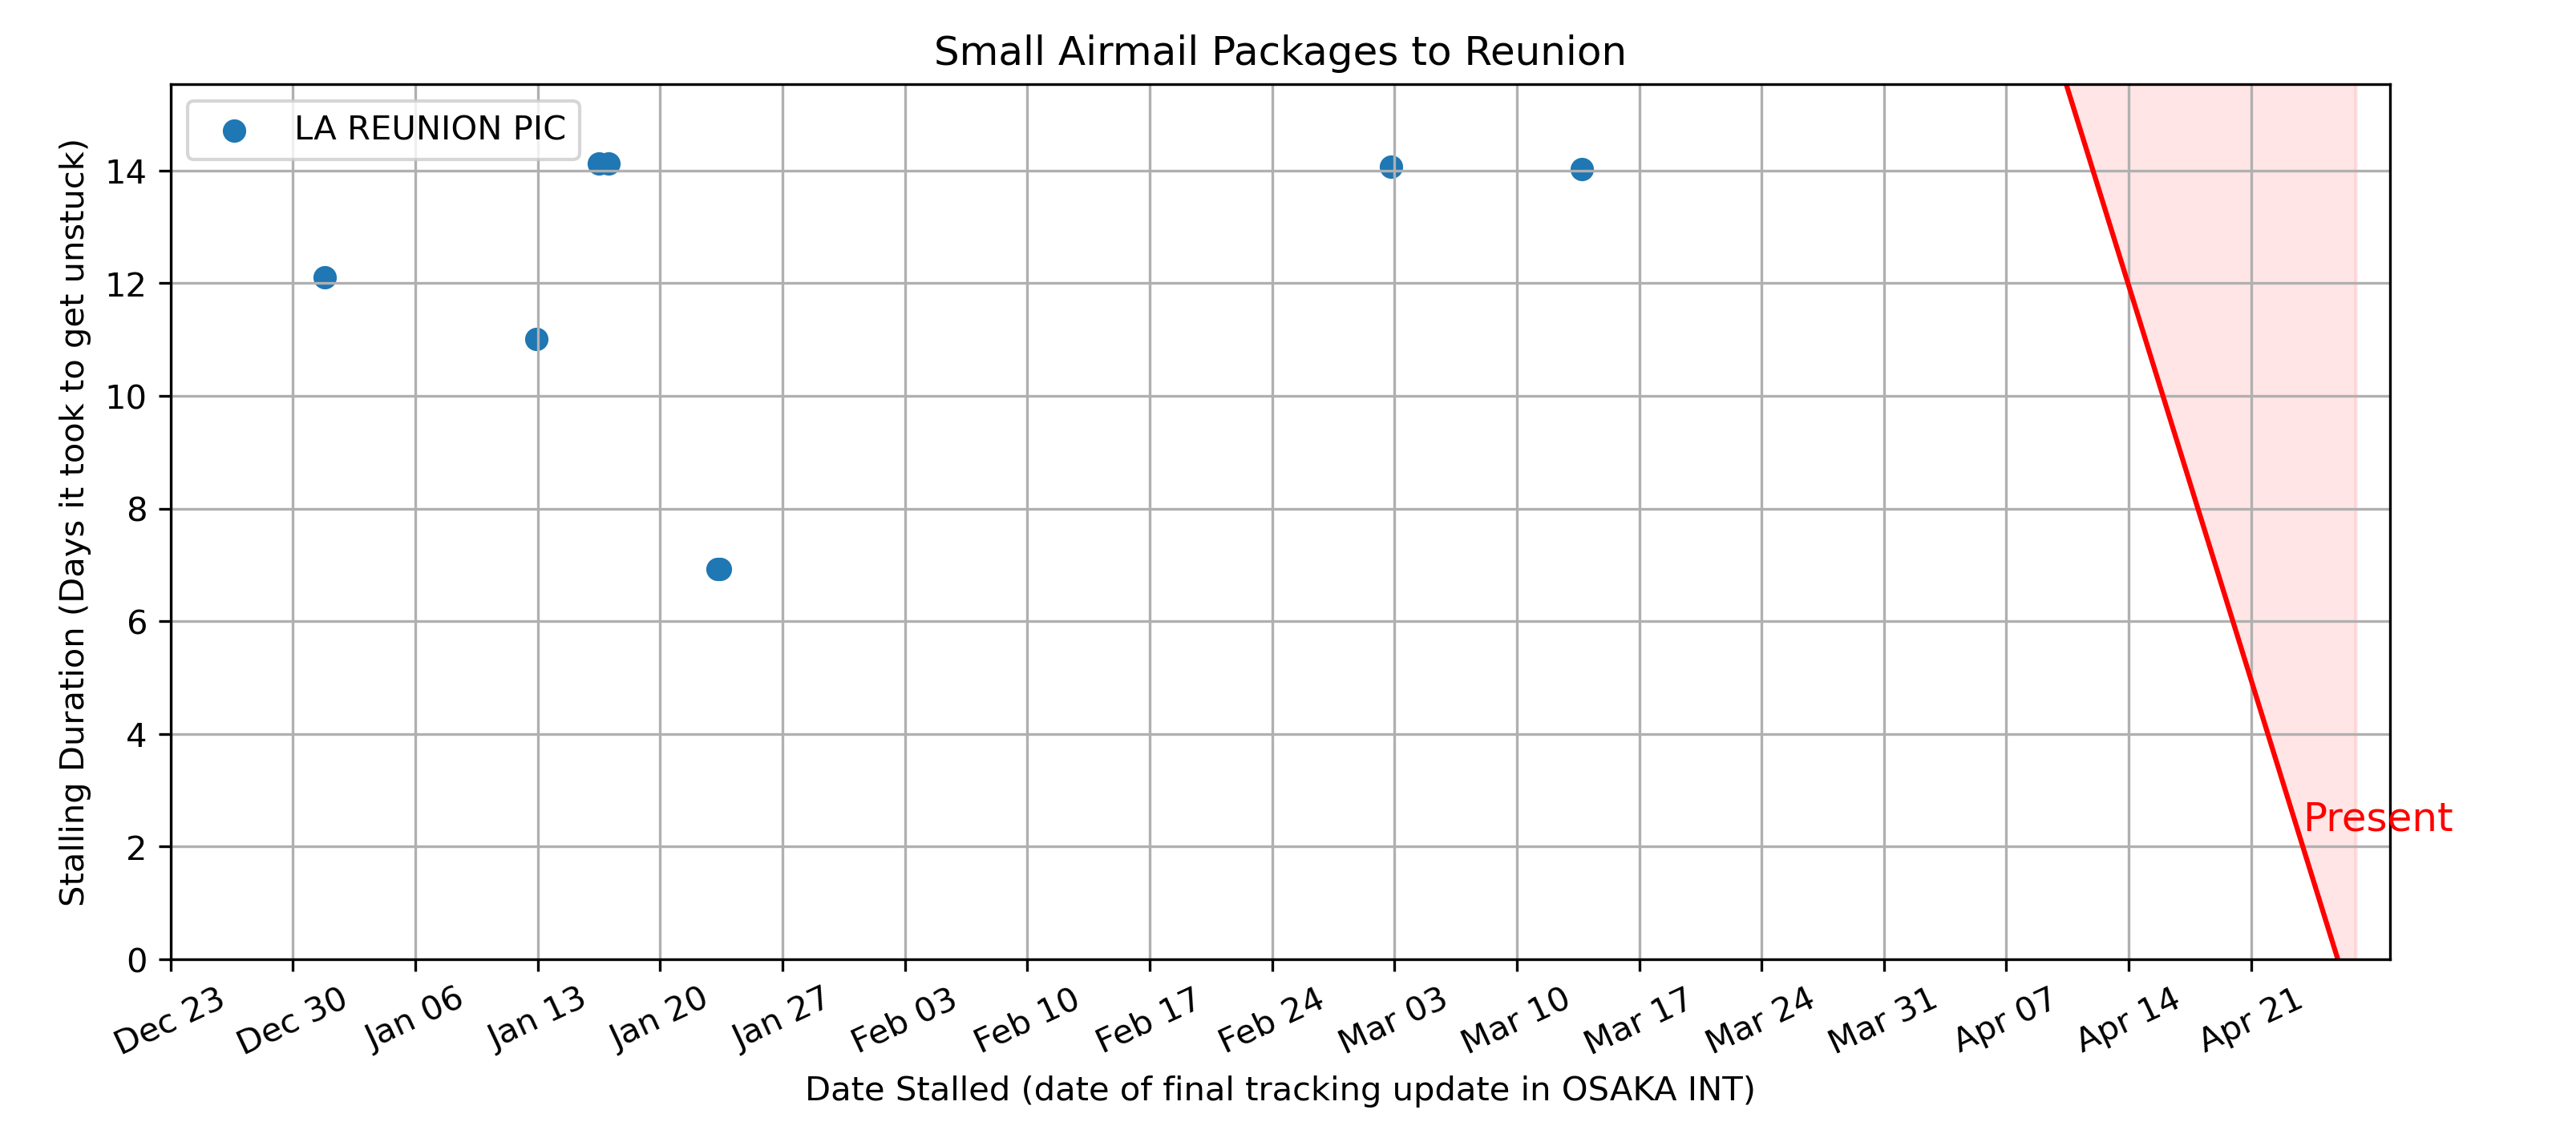 Small Airmail Packages to Reunion
LA REUNION PIC
Stalling Duration (Days it took to get unstuck)
14
12
10
8
6
4
2
0
Present
Dec 23
Dec 30
Jan 06
Jan 13
Jan 20
Jan 27
Feb 03
Feb 10
Feb 17
Feb 24
Mar 03
Mar 10
Mar 17
Mar 24
Mar 31
Apr 07
Apr 14
Apr 21
Date Stalled (date of final tracking update in OSAKA INT)